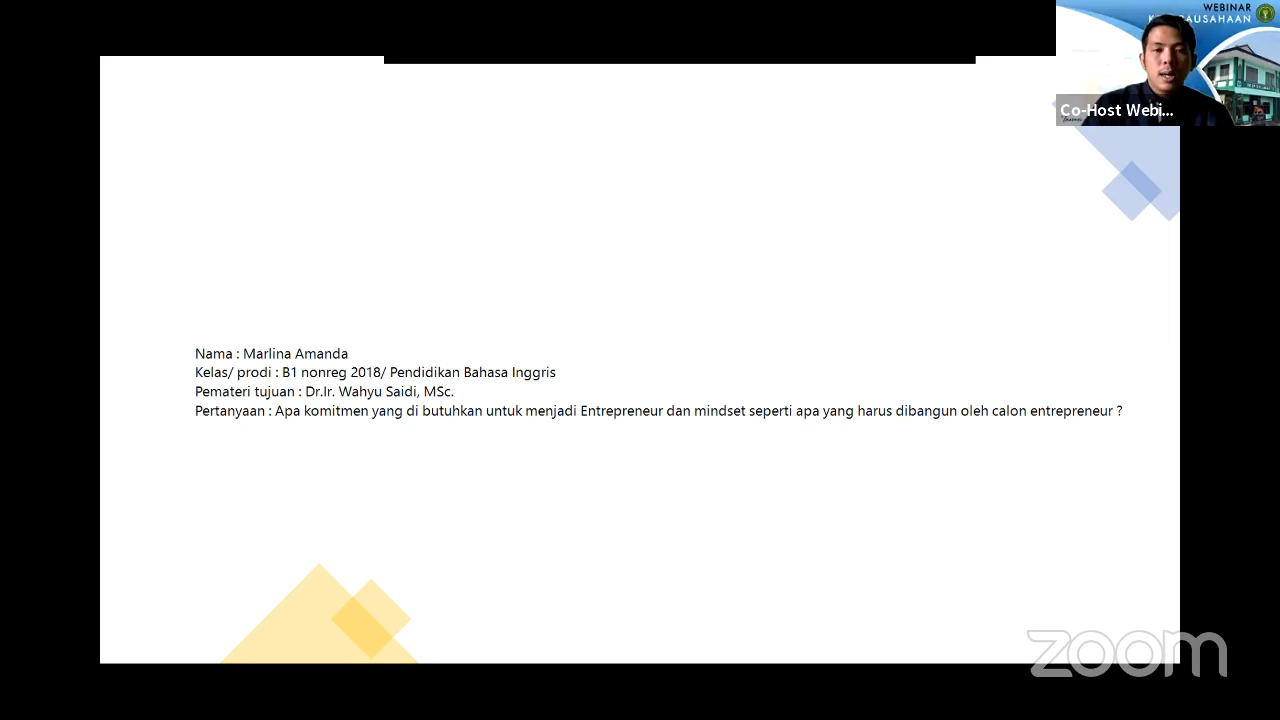 WEBINAR
Co-Host Webi...
Nama : Marlina Amanda
Kelas/ prodi : B1 nonreg 2018/ Pendidikan Bahasa Inggris
Pemateri tujuan : Dr.Ir. Wahyu Saidi, MSc.
Pertanyaan : Apa komitmen yang di butuhkan untuk menjadi Entrepreneur dan mindset seperti apa yang harus dibangun oleh calon entrepreneur ?
zoom